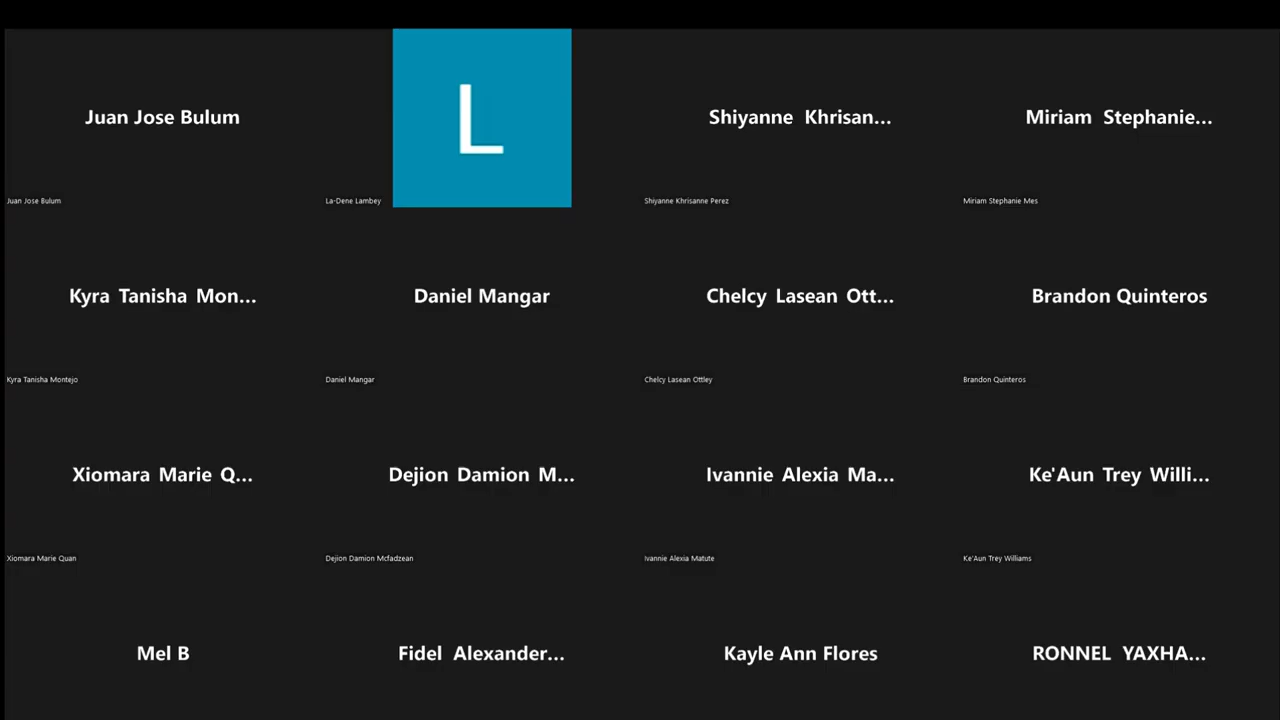 Juan Jose Bulum
L
Shiyanne Khrisan...
Miriam Stephanie...
Juan Jose Bulum
La-Dene Lambey
Shiyanne Khrisanne Perez
Miriam Stephanie Mes
Kyra Tanisha Mon...
Daniel Mangar
Chelcy Lasean Ott...
Brandon Quinteros
Kyra Tanisha Montejo
Daniel Mangar
Chelcy Lasean Ottley
Brandon Quinteros
Xiomara Marie Q...
Dejion Damion M...
Ivannie Alexia Ma...
Ke'Aun Trey Willi...
Xiomara Marie Quan
Dejion Damion Mcfadzean
Ivannie Alexia Matute
Ke'Aun Trey Williams
Mel B
Fidel Alexander...
Kayle Ann Flores
RONNEL YAXHA...